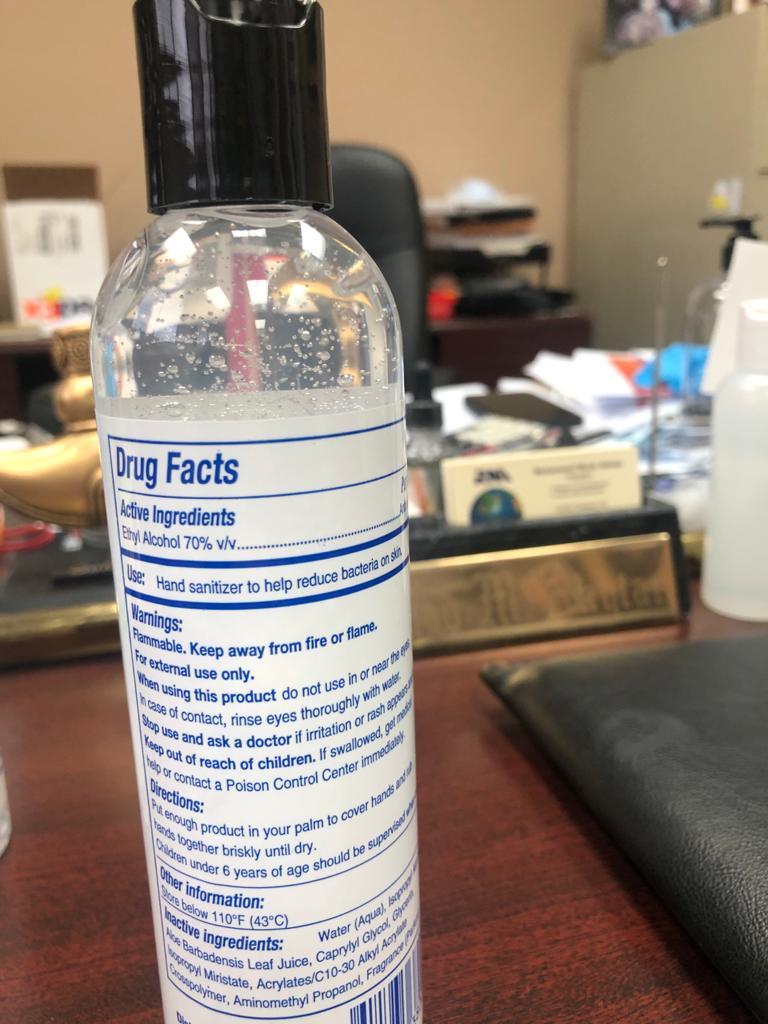 Drug Facts
Active Ingredients
Ethyl Alcohol 70% v/v
Use: Hand sanitizer to help reduce bacteria on skin.
Warnings:
Flammable. Keep away from fire or flame.
For external use only.
When using this product do not use in or near the eyes.
In case of contact, rinse eyes thoroughly with water.
Stop use and ask a doctor if irritation or rash appears
Keep out of reach of children. If swallowed, get medical
help or contact a Poison Control Center immediately.
Directions:
Put enough product in your palm to cover hands and rub
hands together briskly until dry.
Children under 6 years of age should be supervised when
Other information:
Store below 110°F (43°C)
Inactive ingredients: Water (Aqua), Isopropyl
Aloe Barbadensis Leaf Juice, Caprylyl Glycol, Glycerin
Isopropyl Miristate, Acrylates/C10-30 Alkyl Acrylate
Crosspolymer, Aminomethyl Propanol, Fragrance